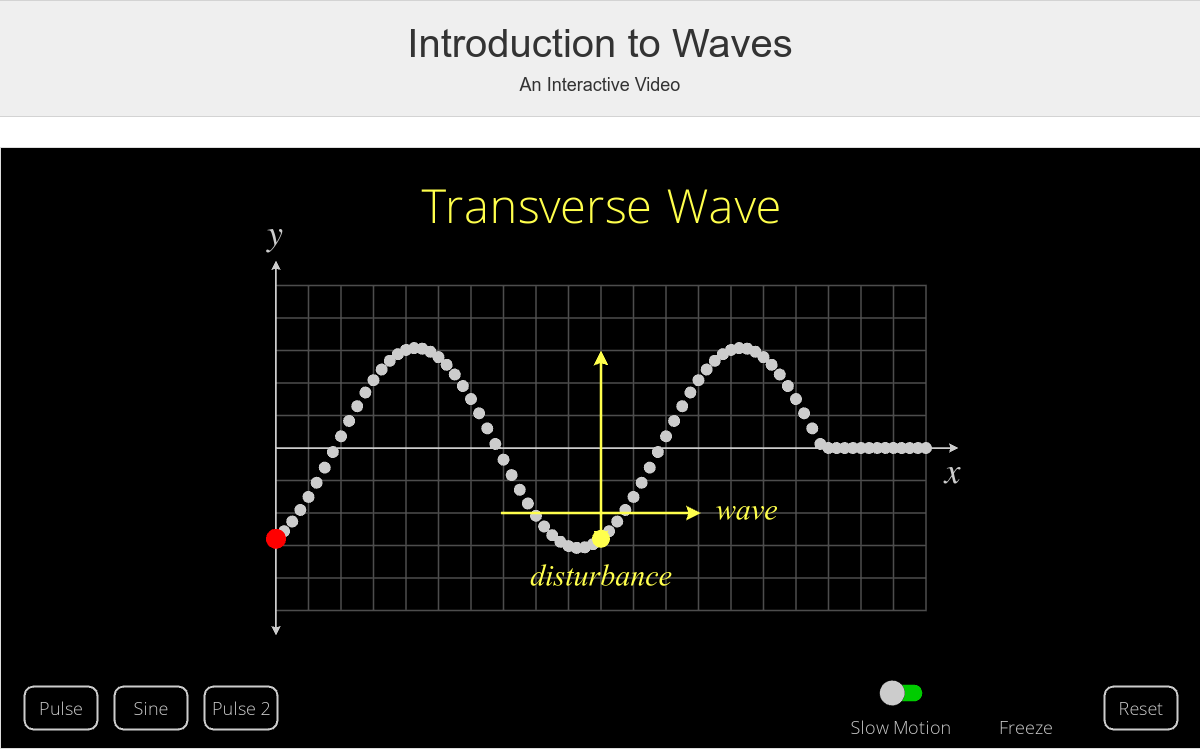 Introduction to Waves
An Interactive Video
Transverse Wave
y
x
wave
disturbance
Pulse
Sine
Pulse 2
Slow Motion
Freeze
Reset